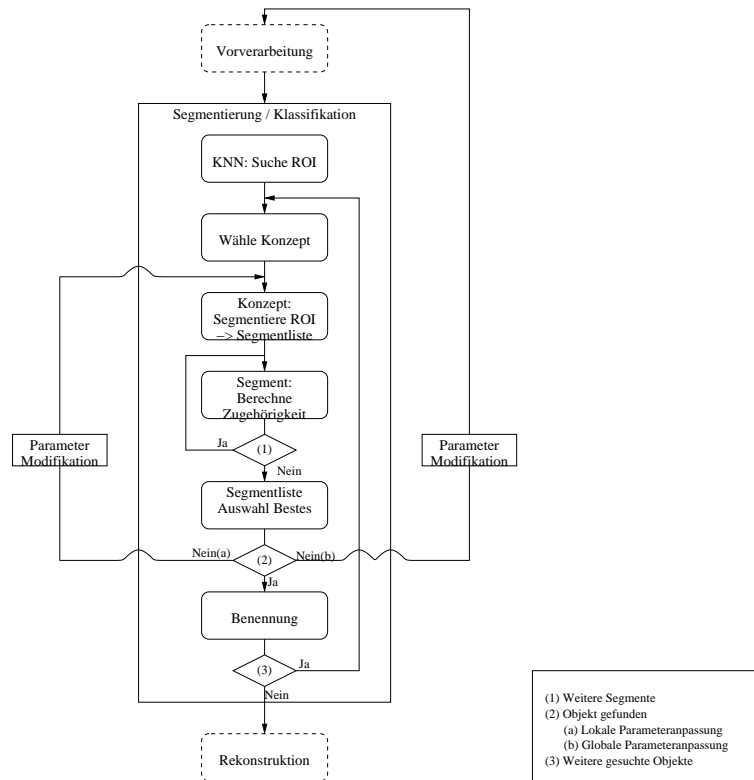 Vorverarbeitung
Segmentierung / Klassifikation
KNN: Suche ROI
Wähle Konzept
Konzept:
Segmentiere ROI
−> Segmentliste
Segment:
Berechne
Zugehörigkeit
Ja
(1)
Nein
Parameter
Modifikation
Parameter
Modifikation
Segmentliste
Auswahl Bestes
Nein(a)
(2)
Nein(b)
Ja
Benennung
(3)
Ja
Nein
Rekonstruktion
(1) Weitere Segmente
(2) Objekt gefunden
(a) Lokale Parameteranpassung
(b) Globale Parameteranpassung
(3) Weitere gesuchte Objekte